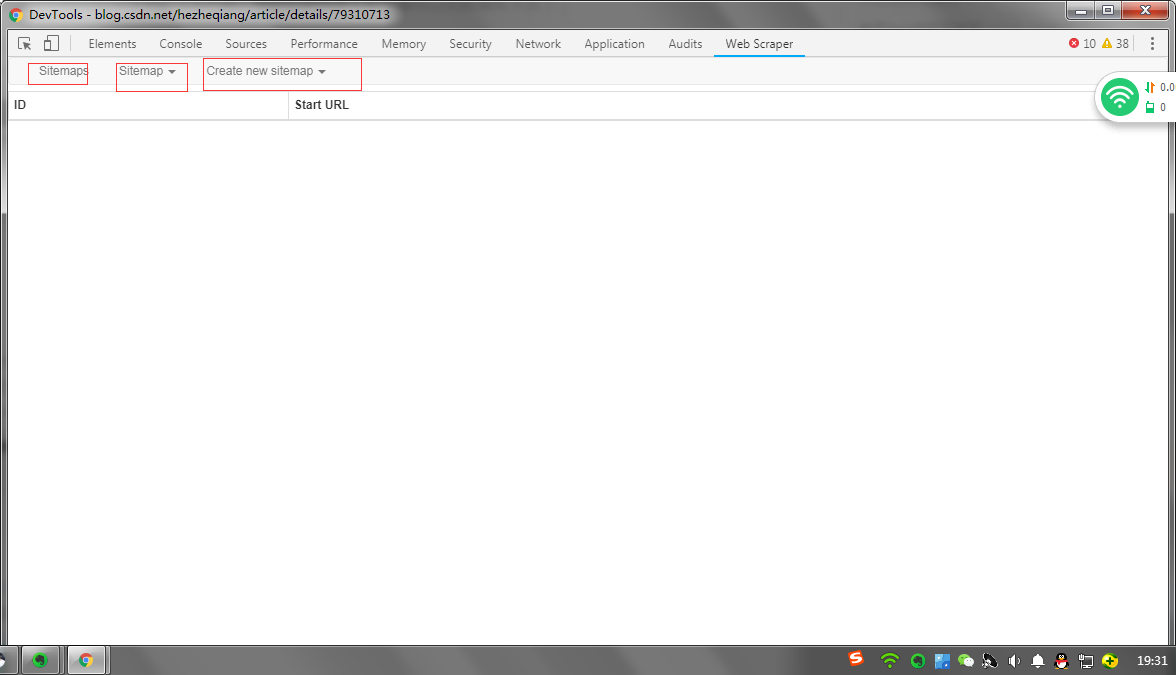 DevTools - blog.csdn.net/hezheqiang/article/details/79310713
Elements Console Sources Performance Memory Security Network Application Audits Web Scraper 10 38
Sitemaps Sitemap Create new sitemap
0.0
0
ID Start URL
19:31